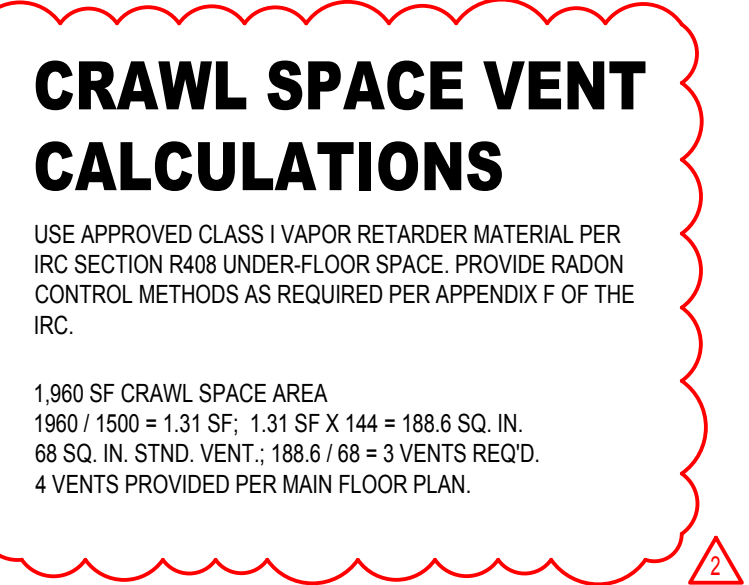 CRAWL SPACE VENT
CALCULATIONS
USE APPROVED CLASS I VAPOR RETARDER MATERIAL PER
IRC SECTION R408 UNDER-FLOOR SPACE. PROVIDE RADON
CONTROL METHODS AS REQUIRED PER APPENDIX F OF THE
IRC.
1,960 SF CRAWL SPACE AREA
1960 / 1500 = 1.31 SF; 1.31 SF X 144 = 188.6 SQ. IN.
68 SQ. IN. STND. VENT.; 188.6 / 68 = 3 VENTS REQ'D.
4 VENTS PROVIDED PER MAIN FLOOR PLAN.
2